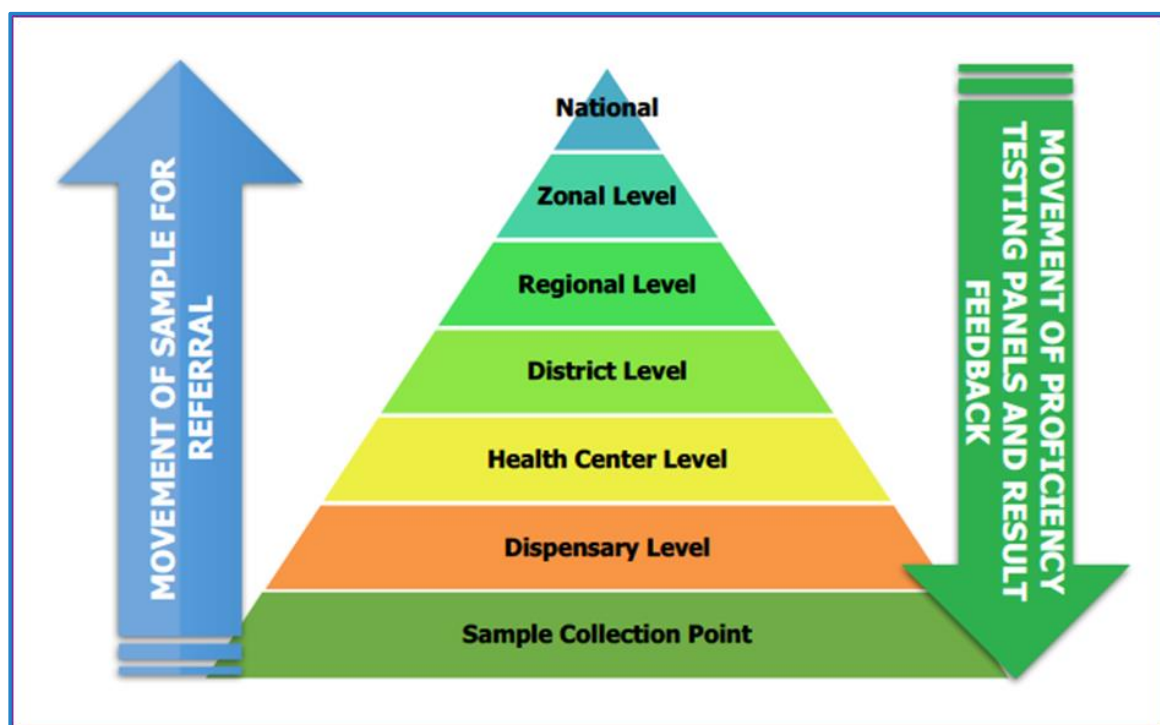 MOVEMENT OF SAMPLE FOR
REFERRAL
National
Zonal Level
Regional Level
District Level
Health Center Level
Dispensary Level
Sample Collection Point
MOVEMENT OF PROFICIENCY
TESTING PANELS AND RESULT
FEEDBACK